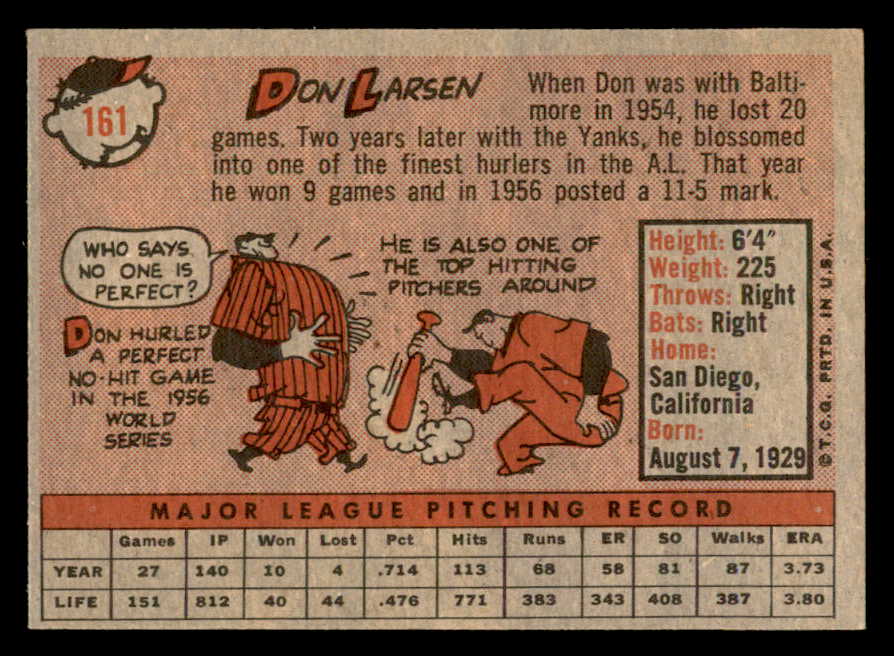 161
DON LARSEN
When Don was with Balti-
more in 1954, he lost 20
games. Two years later with the Yanks, he blossomed
into one of the finest hurlers in the A.L. That year
he won 9 games and in 1956 posted a 11-5 mark.
WHO SAYS
NO ONE IS
PERFECT?
DON HURLED
A PERFECT
NO-HIT GAME
IN THE 1956
WORLD
SERIES
HE IS ALSO ONE OF
THE TOP HITTING
PITCHERS AROUND
Height: 6'4"
Weight: 225
Throws: Right
Bats: Right
Home:
San Diego,
California
Born:
August 7, 1929
© T.C.G. PRTD. IN U.S.A.
MAJOR LEAGUE PITCHING RECORD
Games IP Won Lost Pct Hits Runs ER SO Walks ERA
YEAR 27 140 10 4 .714 113 68 58 81 87 3.73
LIFE 151 812 40 44 .476 771 383 343 408 387 3.80